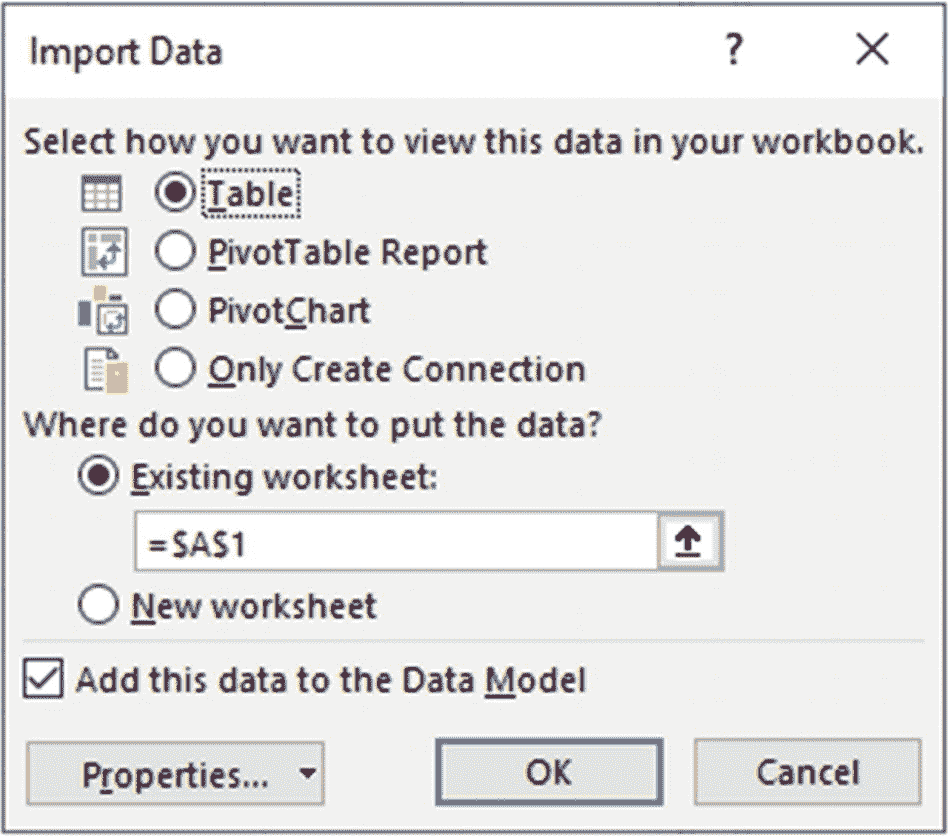 Import Data ?
Select how you want to view this data in your workbook.
Table
PivotTable Report
PivotChart
Only Create Connection
Where do you want to put the data?
Existing worksheet:
=$A$1
New worksheet
Add this data to the Data Model
Properties... OK Cancel